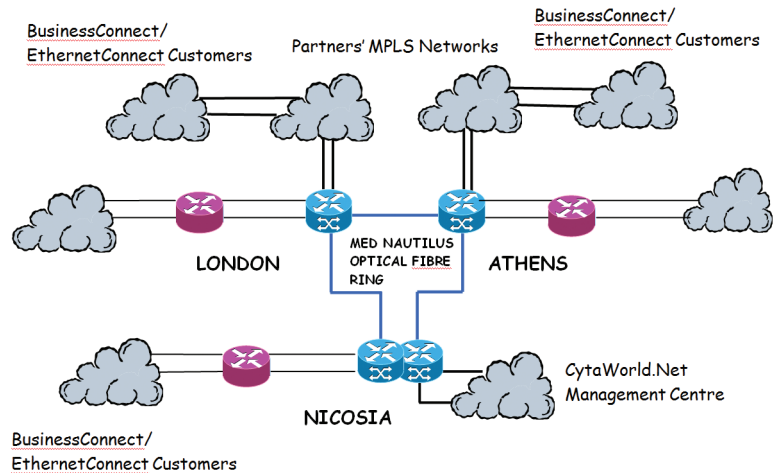 BusinessConnect/
EthernetConnect Customers
Partners' MPLS Networks
BusinessConnect/
EthernetConnect Customers
LONDON
MED NAUTILUS
OPTICAL FIBRE
RING
ATHENS
CytaWorld.Net
Management Centre
NICOSIA
BusinessConnect/
EthernetConnect Customers